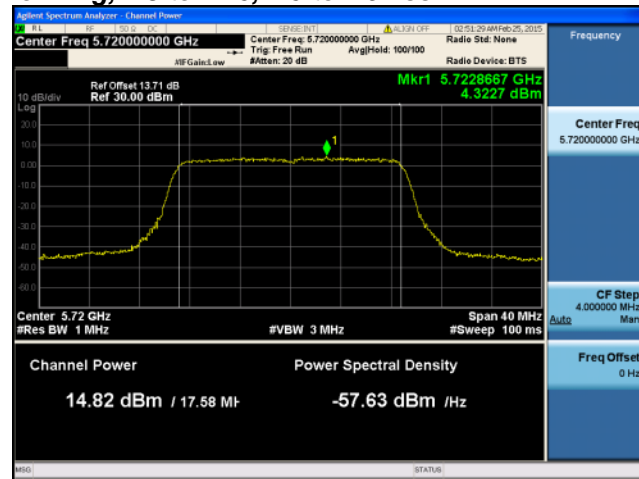 Agilent Spectrum Analyzer - Channel Power
RL RF 50 Ω DC SENSE:INT ALIGN OFF 02:51:29 AM Feb 25, 2015
Center Freq 5.720000000 GHz
Center Freq: 5.720000000 GHz
Radio Std: None
Trig: Free Run Avg|Hold: 100/100
#IFGain:Low #Atten: 20 dB Radio Device: BTS
Ref Offset 13.71 dB
10 dB/div Ref 30.00 dBm
Mkr1 5.7228667 GHz
4.3227 dBm
Log
20.0
10.0
0.00
-10.0
-20.0
-30.0
-40.0
-50.0
-60.0
1
Center 5.72 GHz Span 40 MHz
#Res BW 1 MHz #VBW 3 MHz #Sweep 100 ms
Channel Power Power Spectral Density
14.82 dBm / 17.58 MH -57.63 dBm /Hz
MSG STATUS
Frequency
Center Freq
5.720000000 GHz
CF Step
4.000000 MHz
Auto Man
Freq Offset
0 Hz